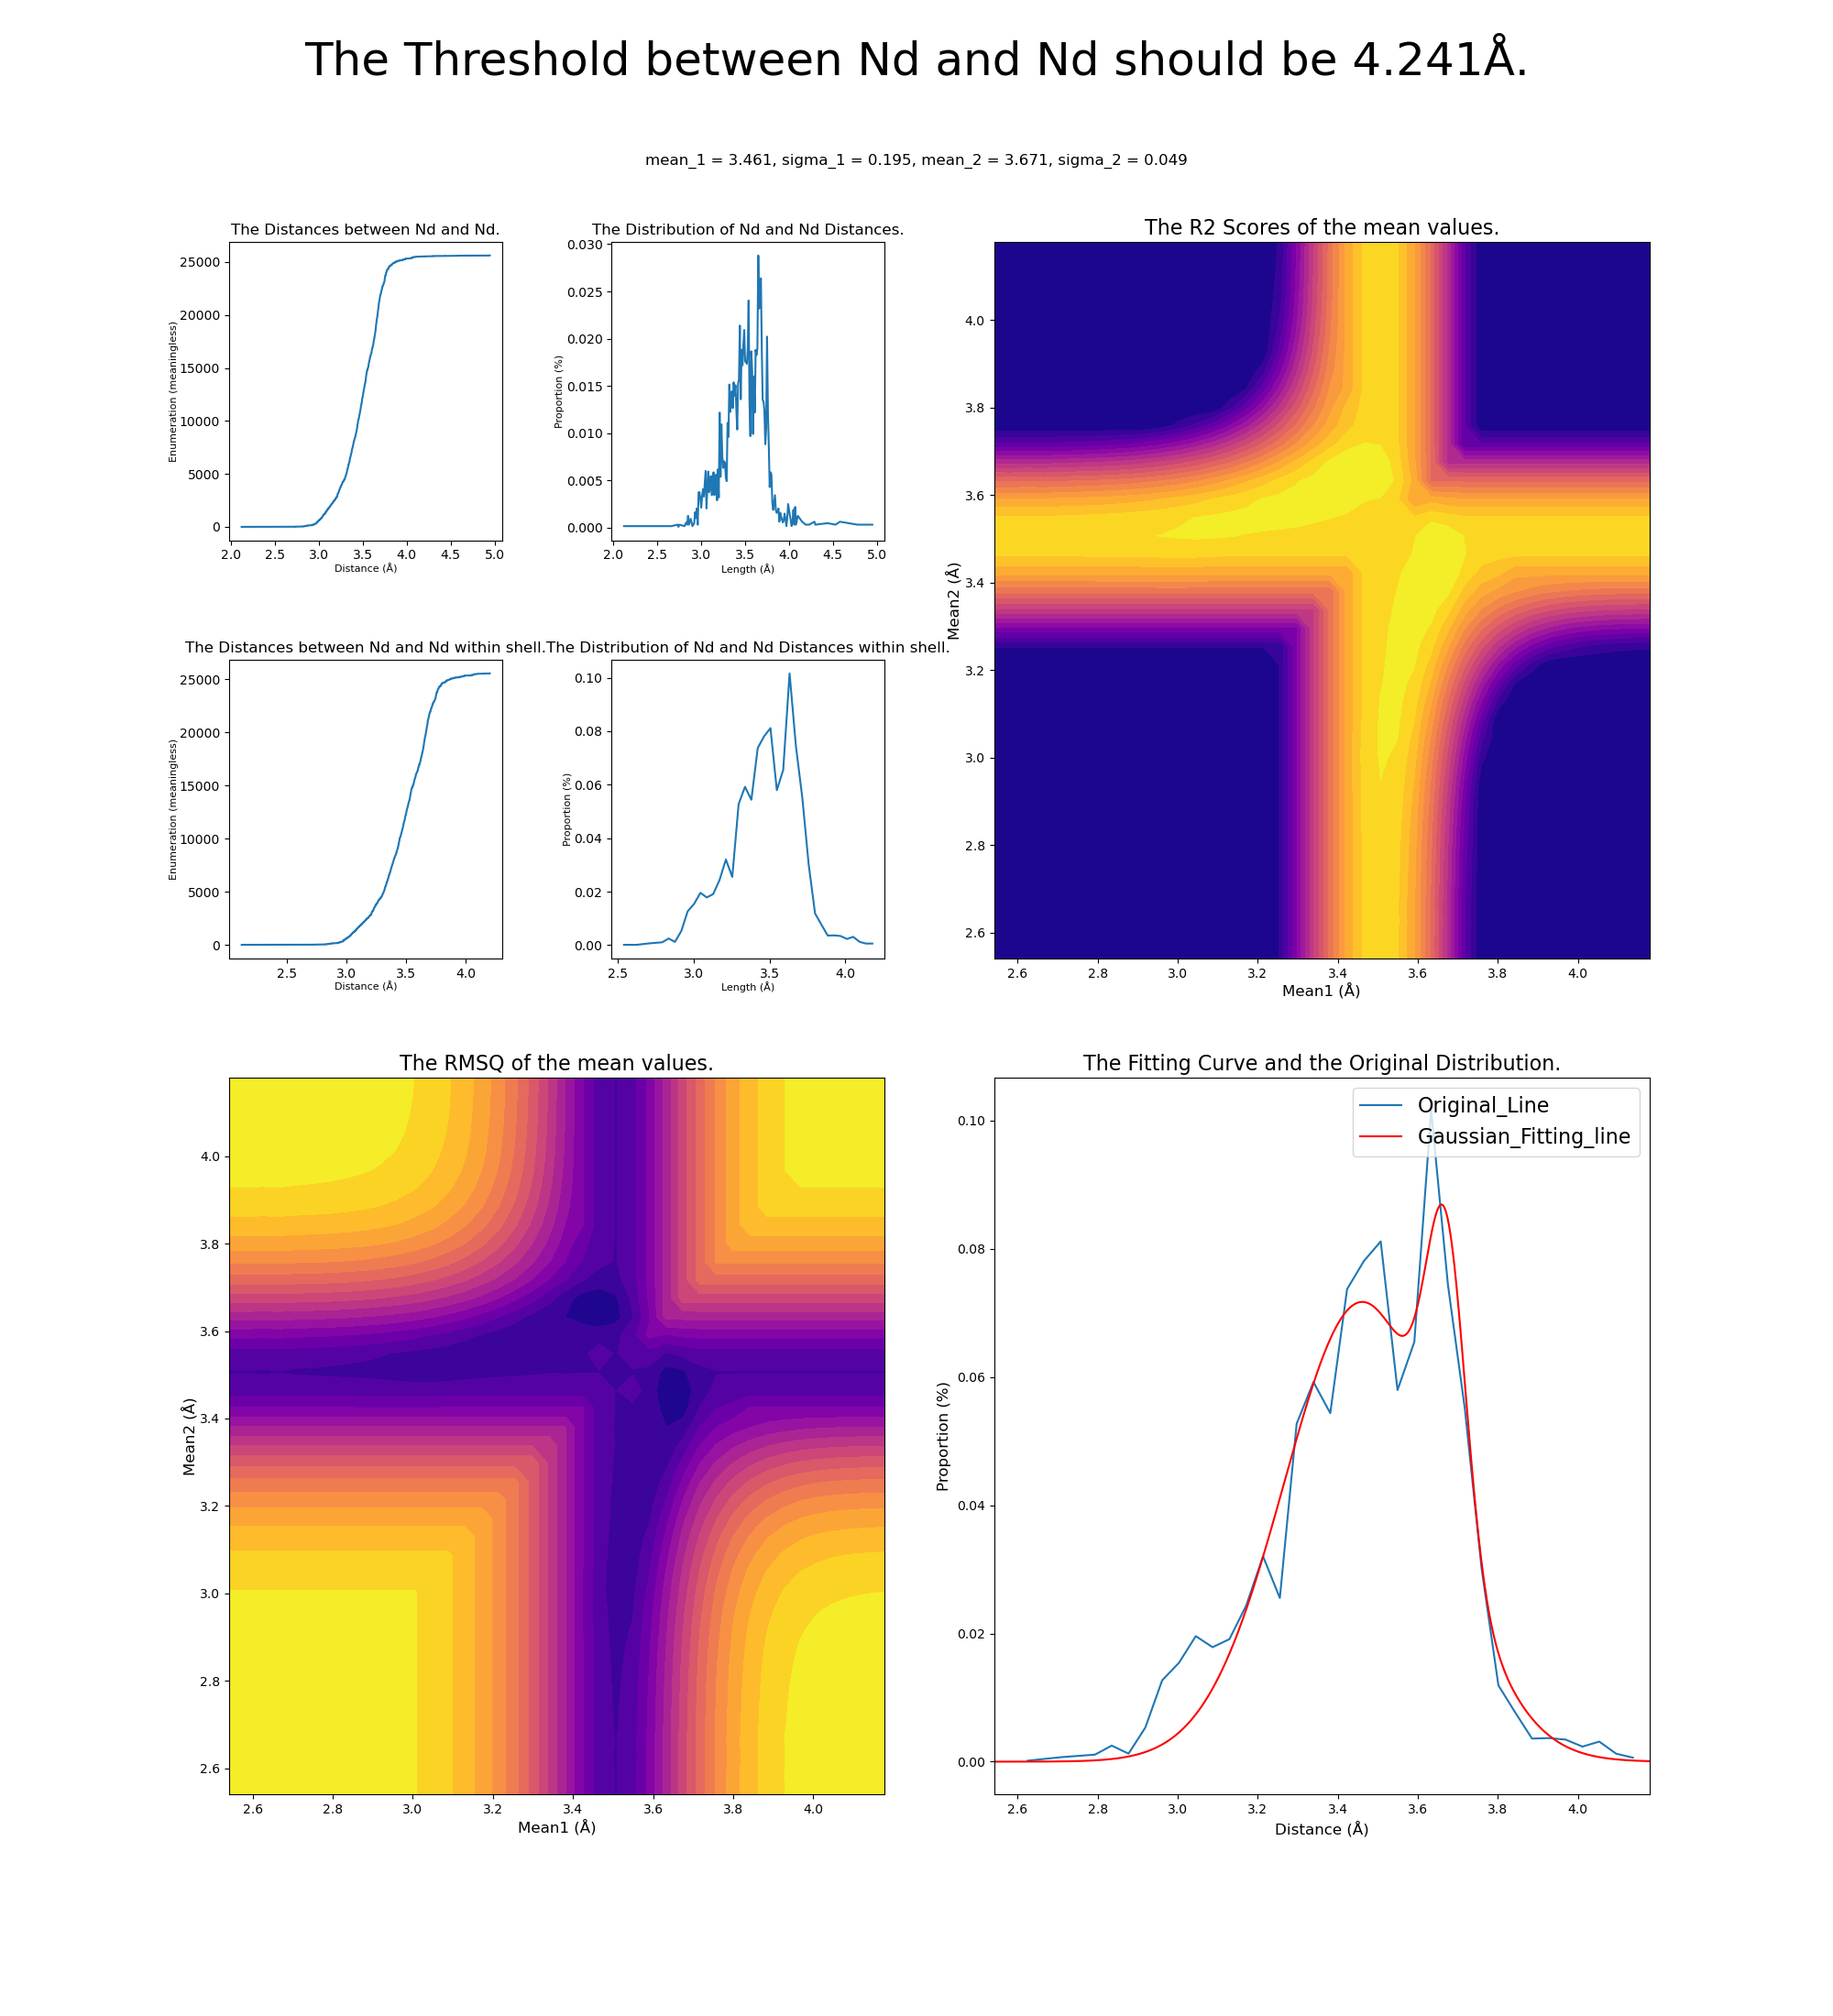 The Threshold between Nd and Nd should be 4.241Å.
mean_1 = 3.461, sigma_1 = 0.195, mean_2 = 3.671, sigma_2 = 0.049
The Distances between Nd and Nd.
Enumeration (meaningless)
25000
20000
15000
10000
5000
0
2.0 2.5 3.0 3.5 4.0 4.5 5.0
Distance (Å)
The Distribution of Nd and Nd Distances.
Proportion (%)
0.030
0.025
0.020
0.015
0.010
0.005
0.000
2.0 2.5 3.0 3.5 4.0 4.5 5.0
Length (Å)
The R2 Scores of the mean values.
Mean2 (Å)
4.0
3.8
3.6
3.4
3.2
3.0
2.8
2.6
2.6 2.8 3.0 3.2 3.4 3.6 3.8 4.0
Mean1 (Å)
The Distances between Nd and Nd within shell.
Enumeration (meaningless)
25000
20000
15000
10000
5000
0
2.5 3.0 3.5 4.0
Distance (Å)
The Distribution of Nd and Nd Distances within shell.
Proportion (%)
0.10
0.08
0.06
0.04
0.02
0.00
2.5 3.0 3.5 4.0
Length (Å)
The RMSQ of the mean values.
Mean2 (Å)
4.0
3.8
3.6
3.4
3.2
3.0
2.8
2.6
2.6 2.8 3.0 3.2 3.4 3.6 3.8 4.0
Mean1 (Å)
The Fitting Curve and the Original Distribution.
Original_Line
Gaussian_Fitting_line
Proportion (%)
0.10
0.08
0.06
0.04
0.02
0.00
2.6 2.8 3.0 3.2 3.4 3.6 3.8 4.0
Distance (Å)